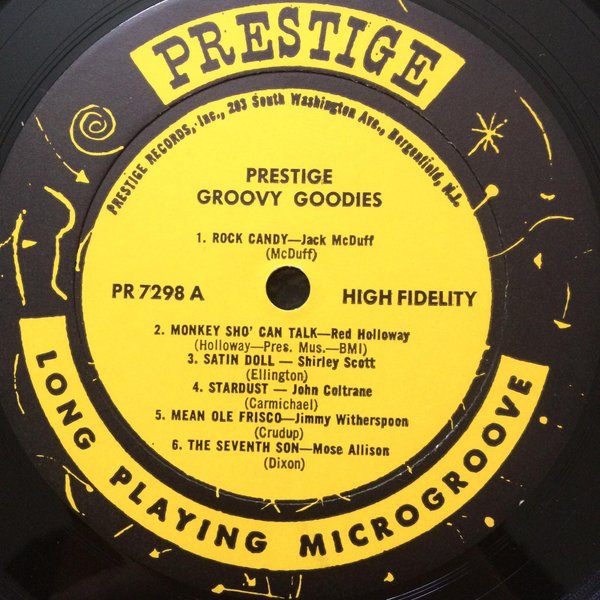 PRESTIGE
PRESTIGE RECORDS, Inc., 203 South Washington Ave., Bergenfield, N.J.
PRESTIGE
GROOVY GOODIES
1. ROCK CANDY—Jack McDuff
(McDuff)
PR 7298 A
HIGH FIDELITY
2. MONKEY SHO' CAN TALK—Red Holloway
(Holloway—Pres. Mus.—BMI)
3. SATIN DOLL — Shirley Scott
(Ellington)
4. STARDUST — John Coltrane
(Carmichael)
5. MEAN OLE FRISCO—Jimmy Witherspoon
(Crudup)
6. THE SEVENTH SON—Mose Allison
(Dixon)
LONG PLAYING MICROGROOVE